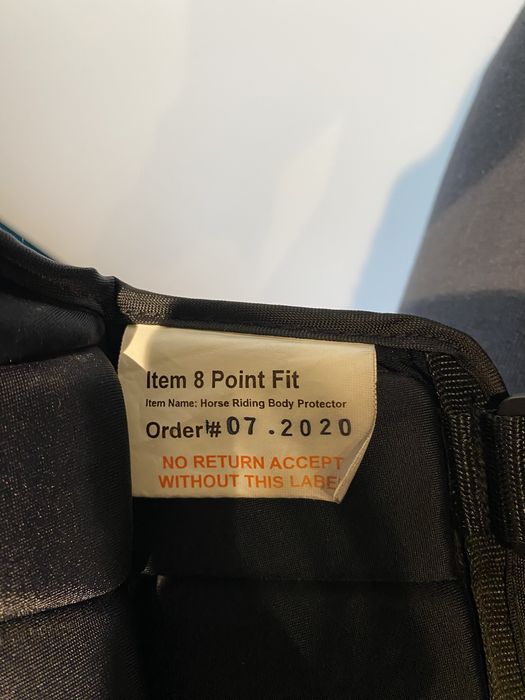 Item 8 Point Fit
Item Name: Horse Riding Body Protector
Order# 07.2020
NO RETURN ACCEPT
WITHOUT THIS LABE